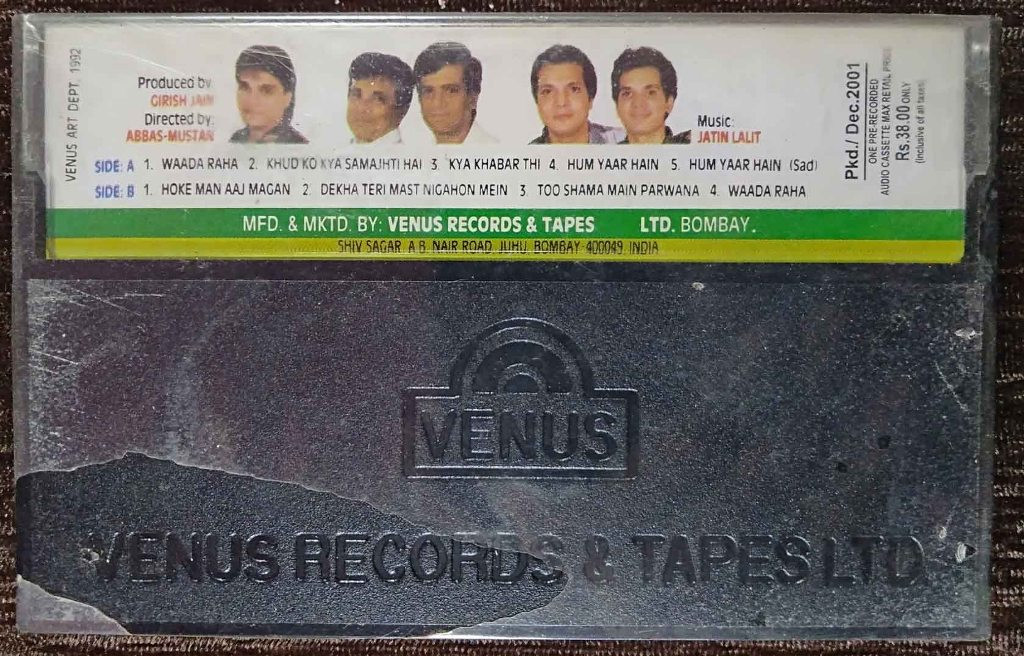 VENUS ART DEPT. 1992
Produced by:
GIRISH JAIN
Directed by:
ABBAS-MUSTAN
Music:
JATIN LALIT
Pkd./ Dec.2001
ONE PRE-RECORDED
AUDIO CASSETTE MAX RETAIL PRICE
Rs.38.00 ONLY
(Inclusive of all taxes)
SIDE: A 1. WAADA RAHA 2. KHUD KO KYA SAMAJHTI HAI 3. KYA KHABAR THI 4. HUM YAAR HAIN 5. HUM YAAR HAIN (Sad)
SIDE: B 1. HOKE MAN AAJ MAGAN 2. DEKHA TERI MAST NIGAHON MEIN 3. TOO SHAMA MAIN PARWANA 4. WAADA RAHA
MFD. & MKTD. BY: VENUS RECORDS & TAPES LTD. BOMBAY.
SHIV SAGAR, A B. NAIR ROAD, JUHU, BOMBAY-400049. INDIA
VENUS
VENUS RECORDS & TAPES LTD.